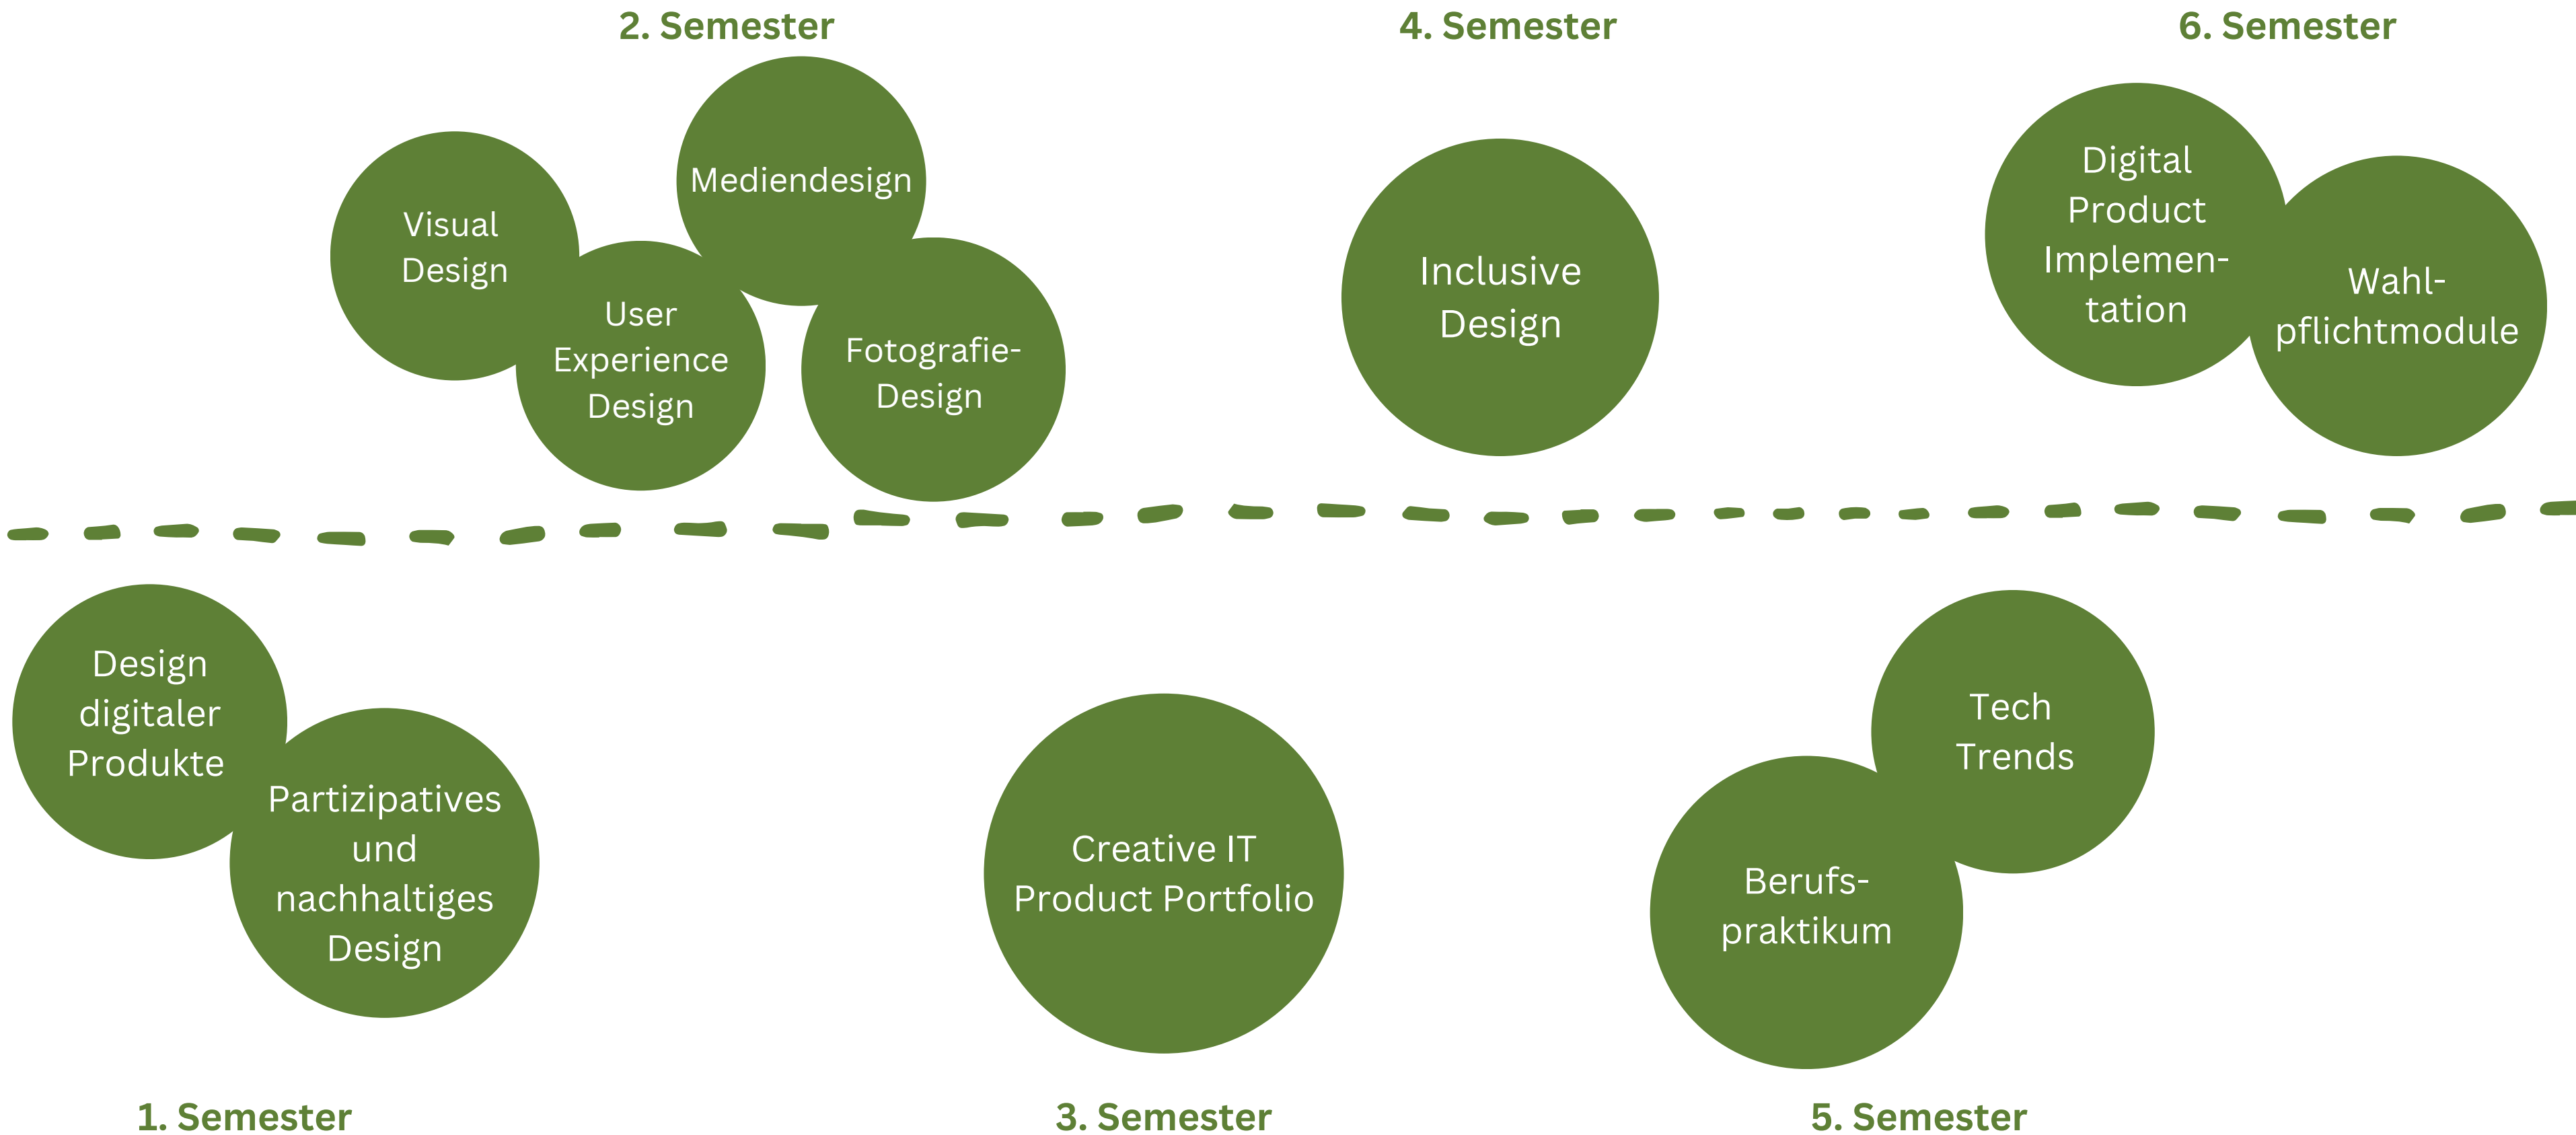 2. Semester
4. Semester
6. Semester
Visual
Design
User
Experience
Design
Mediendesign
Fotografie-
Design
Inclusive
Design
Digital
Product
Implemen-
tation
Wahl-
pflichtmodule
Design
digitaler
Produkte
Partizipatives
und
nachhaltiges
Design
Creative IT
Product Portfolio
Berufs-
praktikum
Tech
Trends
1. Semester
3. Semester
5. Semester